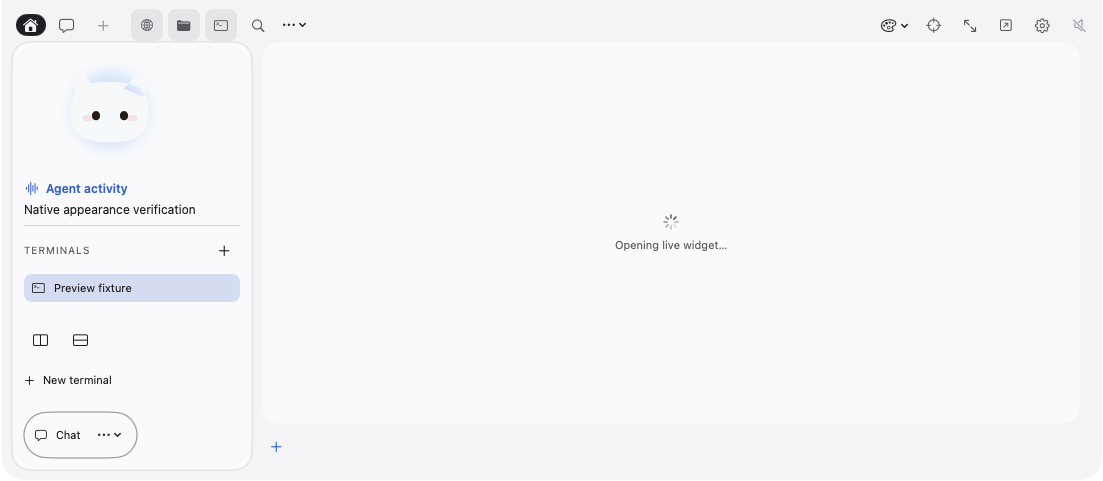 Agent activity
Native appearance verification
TERMINALS
Preview fixture
New terminal
Chat
Opening live widget...